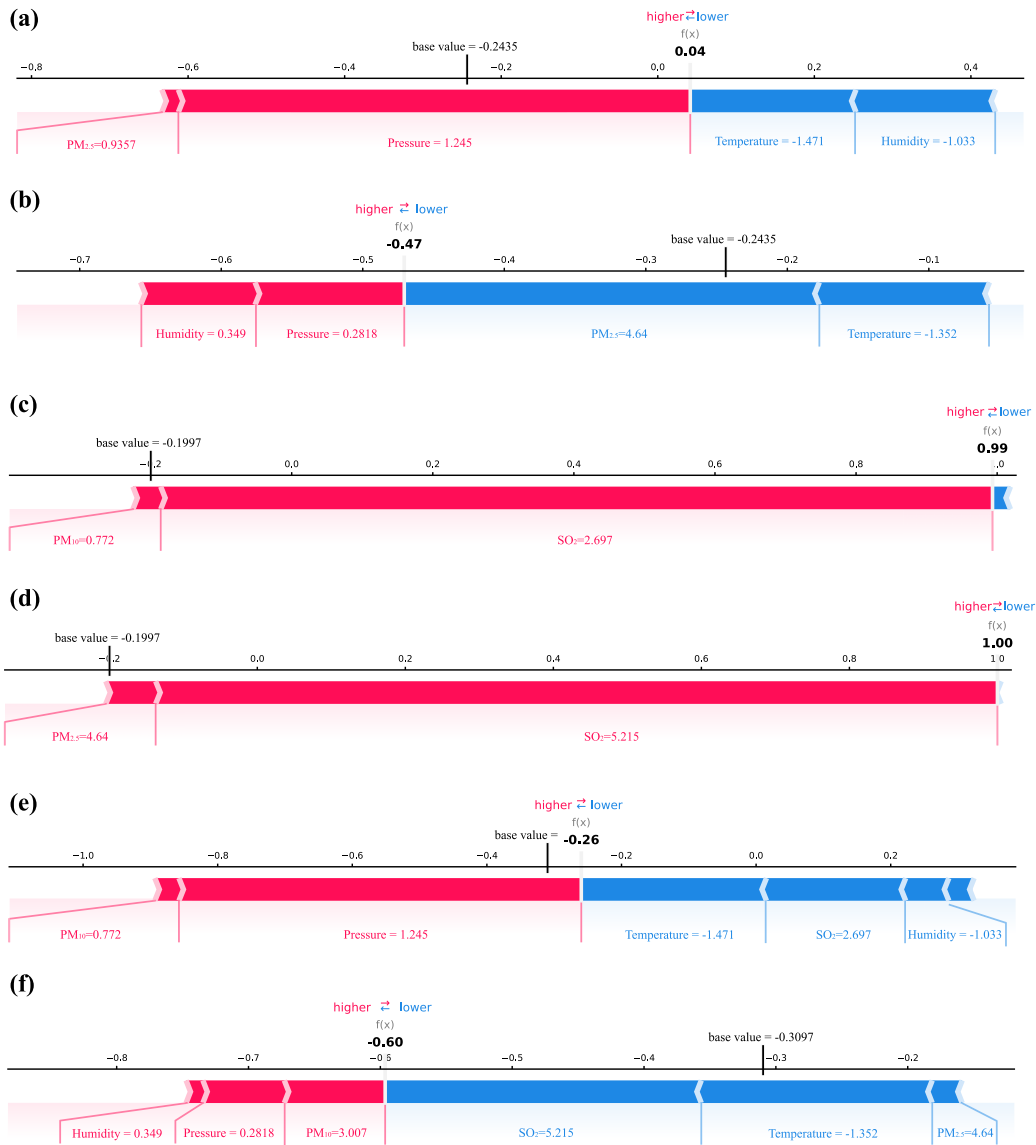 (a)
higher ⇄ lower
f(x)
base value = -0.2435
0.04
−0.8 −0.6 −0.4 −0.2 0.0 0.2 0.4
PM₂.₅=0.9357 Pressure = 1.245 Temperature = -1.471 Humidity = -1.033
(b)
higher ⇄ lower
f(x)
base value = -0.2435
-0.47
−0.7 −0.6 −0.5 −0.4 −0.3 −0.2 −0.1
Humidity = 0.349 Pressure = 0.2818 PM₂.₅=4.64 Temperature = -1.352
(c)
higher ⇄ lower
f(x)
base value = -0.1997
0.99
−0.2 0.0 0.2 0.4 0.6 0.8 1.0
PM₁₀=0.772 SO₂=2.697
(d)
higher ⇄ lower
f(x)
base value = -0.1997
1.00
−0.2 0.0 0.2 0.4 0.6 0.8 1.0
PM₂.₅=4.64 SO₂=5.215
(e)
higher ⇄ lower
f(x)
base value =
-0.26
−1.0 −0.8 −0.6 −0.4 −0.2 0.0 0.2
PM₁₀=0.772 Pressure = 1.245 Temperature = -1.471 SO₂=2.697 Humidity = -1.033
(f)
higher ⇄ lower
f(x)
base value = -0.3097
-0.60
−0.8 −0.7 −0.6 −0.5 −0.4 −0.3 −0.2
Humidity = 0.349 Pressure = 0.2818 PM₁₀=3.007 SO₂=5.215 Temperature = -1.352 PM₂.₅=4.64